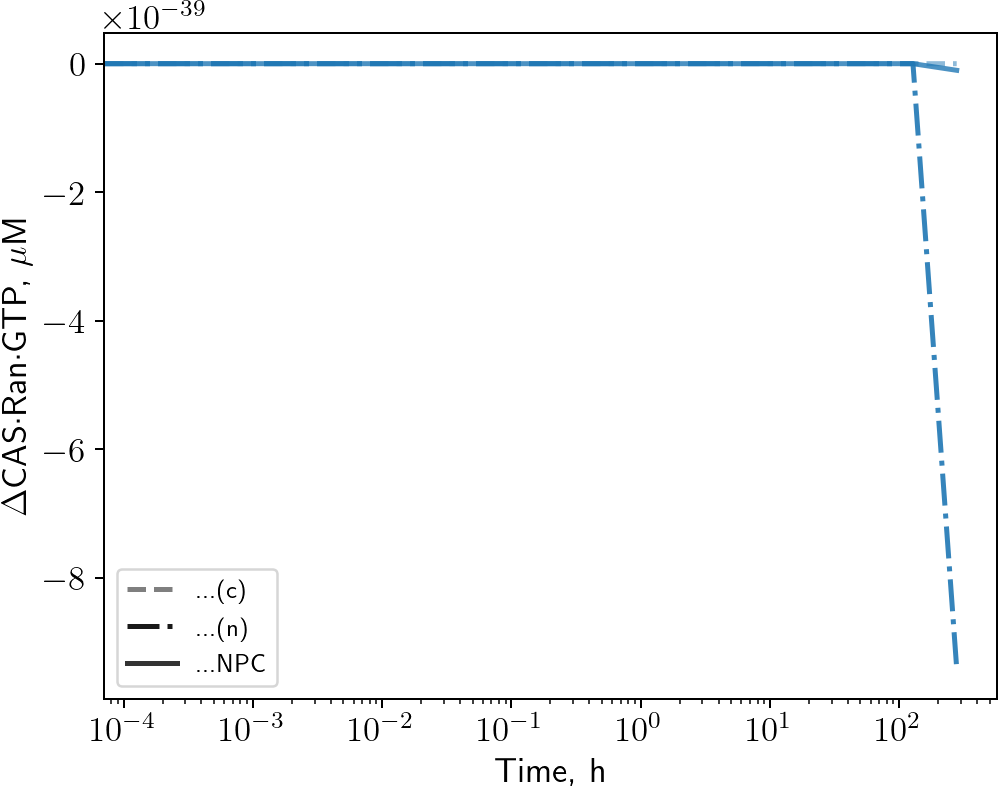 ×10⁻³⁹
0
−2
−4
−6
−8
ΔCAS·Ran·GTP, μM
...(c)
...(n)
...NPC
10⁻⁴ 10⁻³ 10⁻² 10⁻¹ 10⁰ 10¹ 10²
Time, h